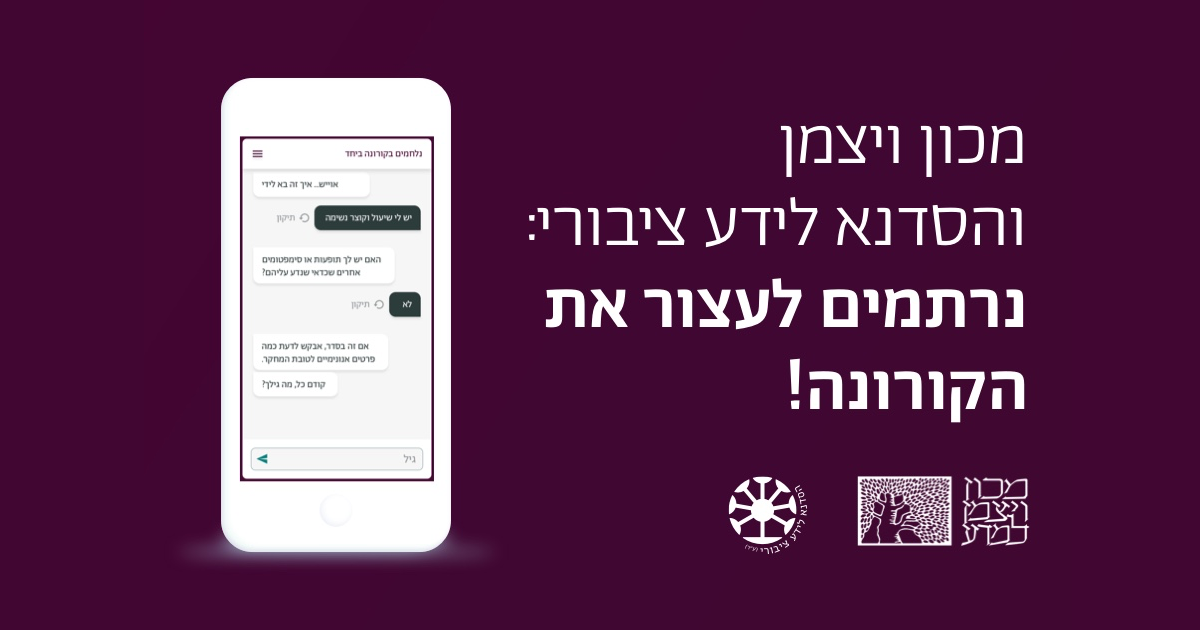 מכון ויצמן
והסדנא לידע ציבורי:
נרתמים לעצור את
הקורונה!
נלחמים בקורונה ביחד
אוייש... איך זה בא לידי
יש לי שיעול וקוצר נשימה
תיקון
האם יש לך תופעות או סימפטומים
אחרים שכדאי שנדע עליהם?
לא
תיקון
אם זה בסדר, אבקש לדעת כמה
פרטים אנונימיים לטובת המחקר.
קודם כל, מה גילך?
גיל
מכון
ויצמן
למדע
הסדנא לידע ציבורי (ע״ר)